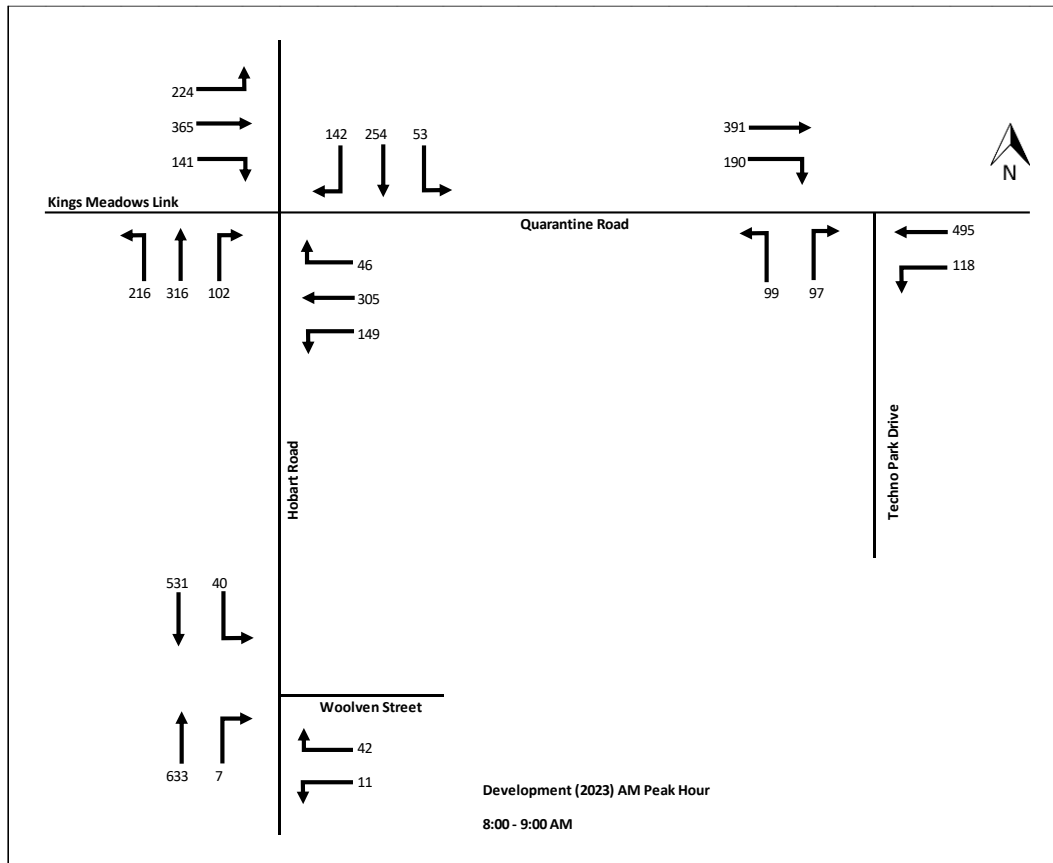 224
365
141
142 254 53
391
190
N
Kings Meadows Link
Quarantine Road
216 316 102
46
305
149
99 97
495
118
Hobart Road
Techno Park Drive
531 40
Woolven Street
633 7
42
11
Development (2023) AM Peak Hour
8:00 - 9:00 AM